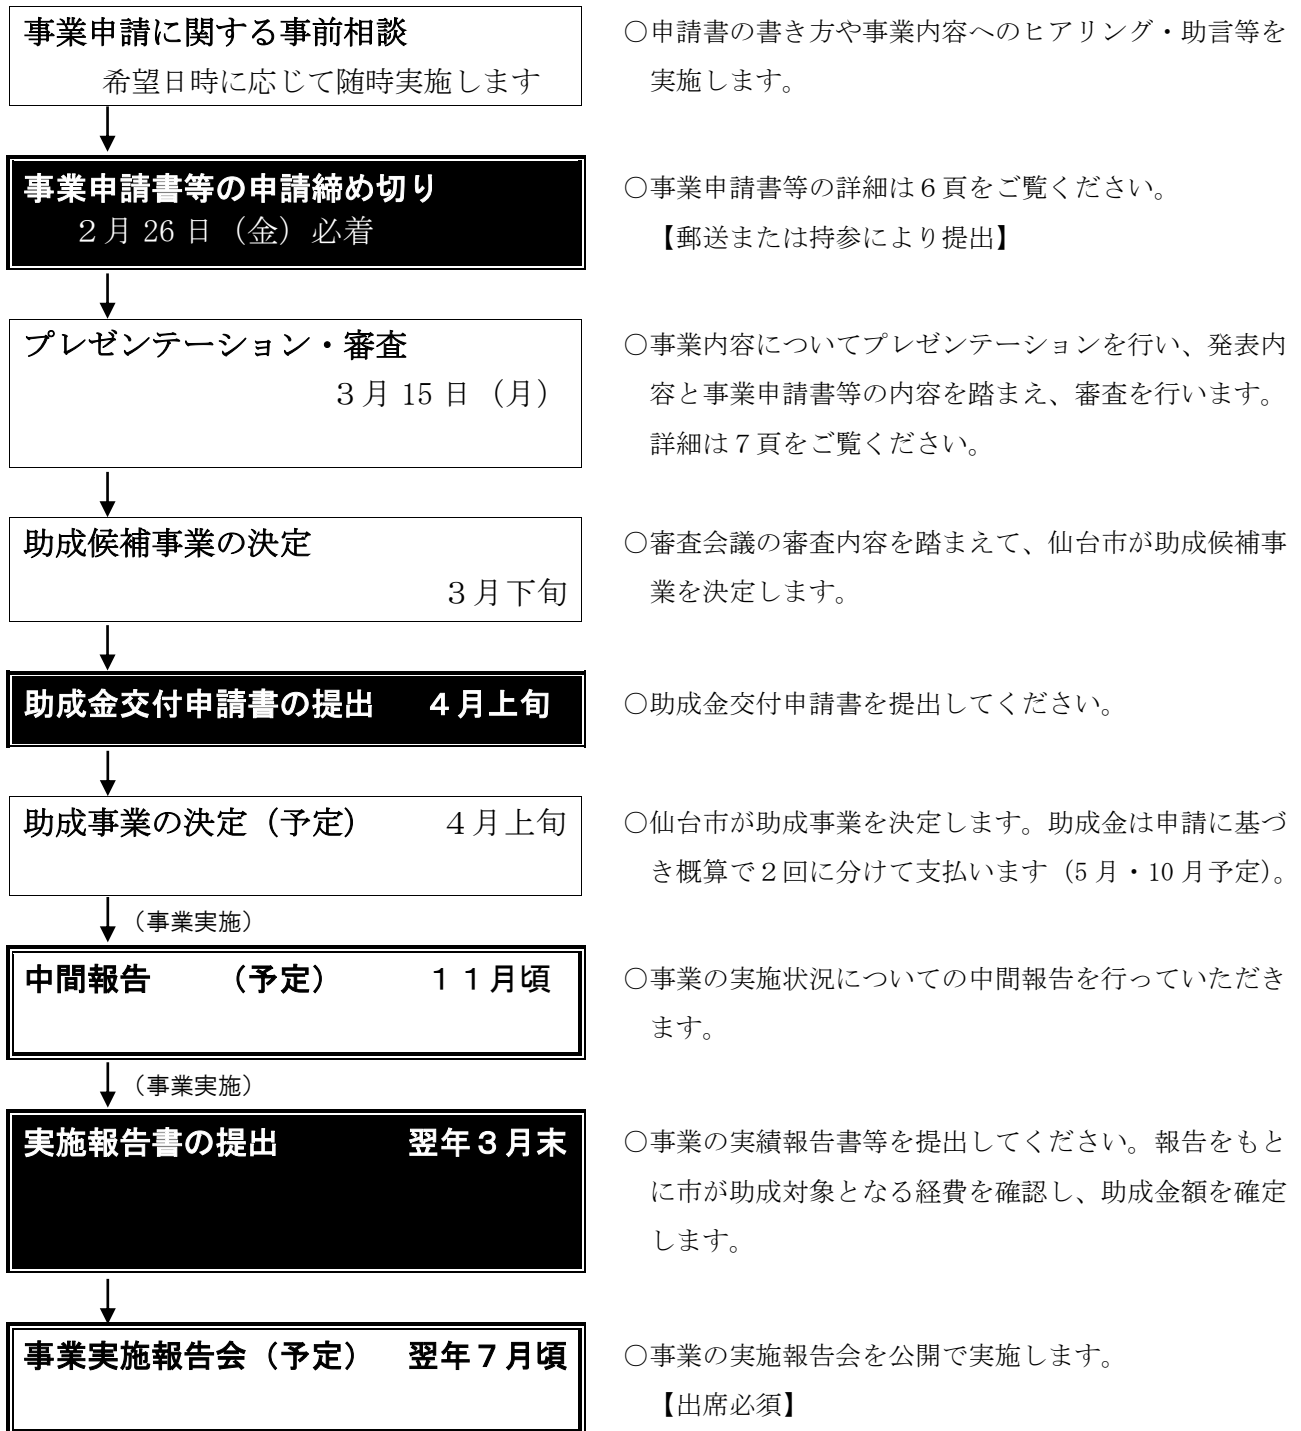 事業申請に関する事前相談
希望日時に応じて随時実施します
○申請書の書き方や事業内容へのヒアリング・助言等を
実施します。
事業申請書等の申請締め切り
２月 26 日（金）必着
○事業申請書等の詳細は６頁をご覧ください。
【郵送または持参により提出】
プレゼンテーション・審査
３月 15 日（月）
○事業内容についてプレゼンテーションを行い、発表内
容と事業申請書等の内容を踏まえ、審査を行います。
詳細は７頁をご覧ください。
助成候補事業の決定
３月下旬
○審査会議の審査内容を踏まえて、仙台市が助成候補事
業を決定します。
助成金交付申請書の提出　４月上旬
○助成金交付申請書を提出してください。
助成事業の決定（予定）　４月上旬
○仙台市が助成事業を決定します。助成金は申請に基づ
き概算で２回に分けて支払います（5 月・10 月予定）。
（事業実施）
中間報告　（予定）　１１月頃
○事業の実施状況についての中間報告を行っていただき
ます。
（事業実施）
実施報告書の提出　翌年３月末
○事業の実績報告書等を提出してください。報告をもと
に市が助成対象となる経費を確認し、助成金額を確定
します。
事業実施報告会（予定）　翌年７月頃
○事業の実施報告会を公開で実施します。
【出席必須】